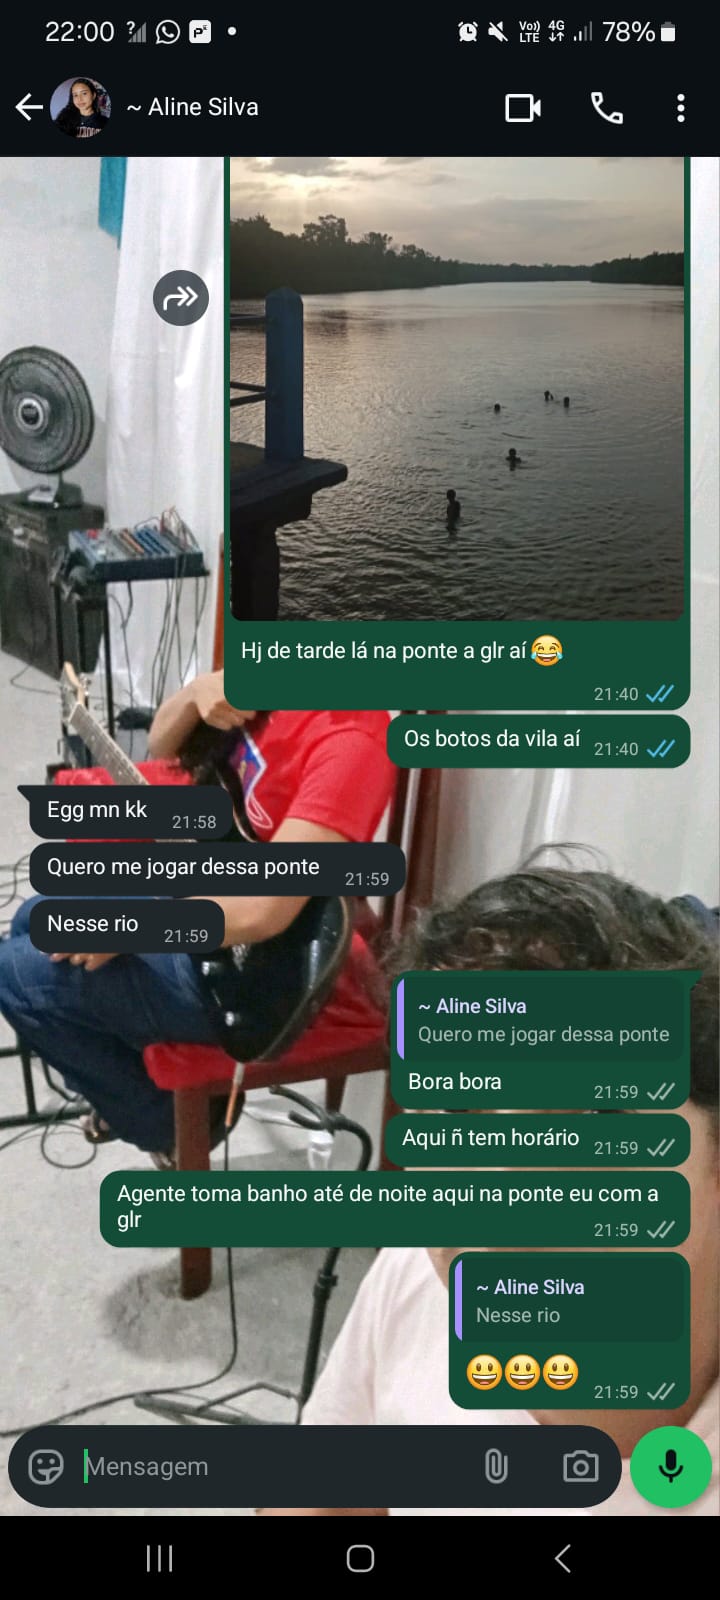 22:00
Vo))
LTE
4G
78%
~ Aline Silva
Hj de tarde lá na ponte a glr aí😂
21:40
Os botos da vila aí
21:40
Egg mn kk
21:58
Quero me jogar dessa ponte
21:59
Nesse rio
21:59
~ Aline Silva
Quero me jogar dessa ponte
Bora bora
21:59
Aqui ñ tem horário
21:59
Agente toma banho até de noite aqui na ponte eu com a
glr
21:59
~ Aline Silva
Nesse rio
😃😃😃
21:59
Mensagem